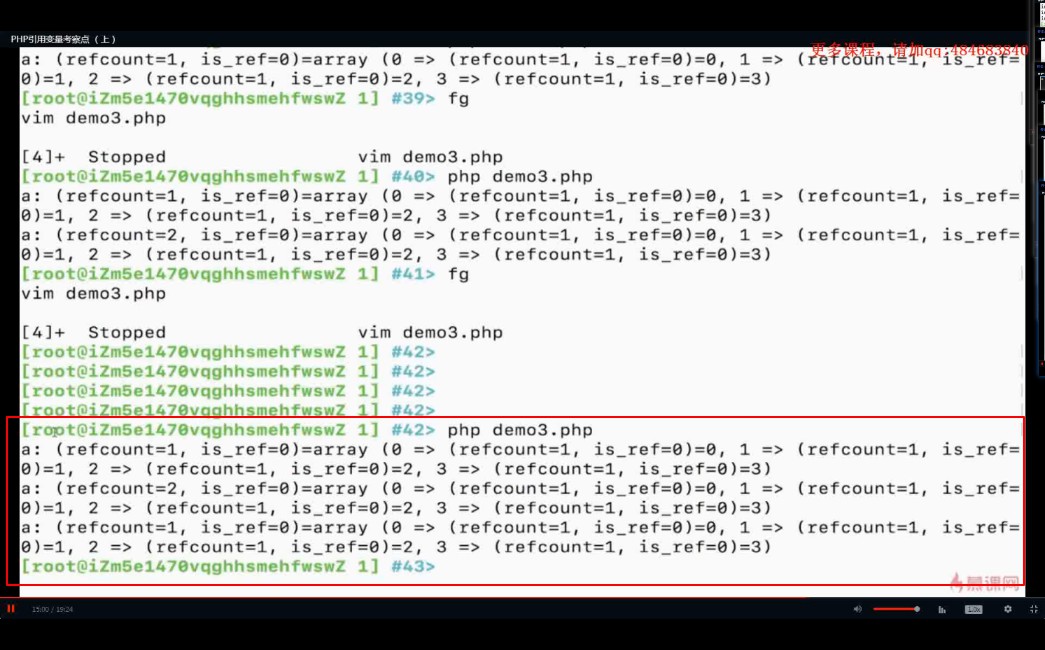 PHP引用变量考察点（上）
更多课程，请加qq:484683840
a: (refcount=1, is_ref=0)=array (0 => (refcount=1, is_ref=0)=0, 1 => (refcount=1, is_ref=
0)=1, 2 => (refcount=1, is_ref=0)=2, 3 => (refcount=1, is_ref=0)=3)
[root@iZm5e1470vqghhsmehfwswZ 1] #39> fg
vim demo3.php
[4]+  Stopped                 vim demo3.php
[root@iZm5e1470vqghhsmehfwswZ 1] #40> php demo3.php
a: (refcount=1, is_ref=0)=array (0 => (refcount=1, is_ref=0)=0, 1 => (refcount=1, is_ref=
0)=1, 2 => (refcount=1, is_ref=0)=2, 3 => (refcount=1, is_ref=0)=3)
a: (refcount=2, is_ref=0)=array (0 => (refcount=1, is_ref=0)=0, 1 => (refcount=1, is_ref=
0)=1, 2 => (refcount=1, is_ref=0)=2, 3 => (refcount=1, is_ref=0)=3)
[root@iZm5e1470vqghhsmehfwswZ 1] #41> fg
vim demo3.php
[4]+  Stopped                 vim demo3.php
[root@iZm5e1470vqghhsmehfwswZ 1] #42>
[root@iZm5e1470vqghhsmehfwswZ 1] #42>
[root@iZm5e1470vqghhsmehfwswZ 1] #42>
[root@iZm5e1470vqghhsmehfwswZ 1] #42>
[root@iZm5e1470vqghhsmehfwswZ 1] #42> php demo3.php
a: (refcount=1, is_ref=0)=array (0 => (refcount=1, is_ref=0)=0, 1 => (refcount=1, is_ref=
0)=1, 2 => (refcount=1, is_ref=0)=2, 3 => (refcount=1, is_ref=0)=3)
a: (refcount=2, is_ref=0)=array (0 => (refcount=1, is_ref=0)=0, 1 => (refcount=1, is_ref=
0)=1, 2 => (refcount=1, is_ref=0)=2, 3 => (refcount=1, is_ref=0)=3)
a: (refcount=1, is_ref=0)=array (0 => (refcount=1, is_ref=0)=0, 1 => (refcount=1, is_ref=
0)=1, 2 => (refcount=1, is_ref=0)=2, 3 => (refcount=1, is_ref=0)=3)
[root@iZm5e1470vqghhsmehfwswZ 1] #43>
慕课网
15:00 / 19:24
1.0x